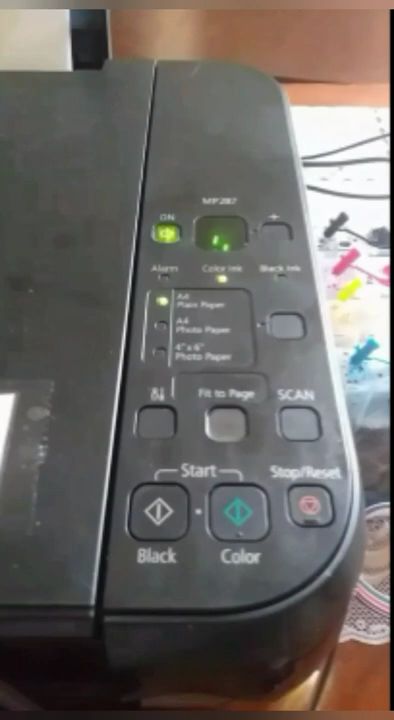 MP287
ON
+
Alarm Color Ink Black Ink
A4
Plain Paper
A4
Photo Paper
4"x6"
Photo Paper
Fit to Page SCAN
Start Stop/Reset
Black Color